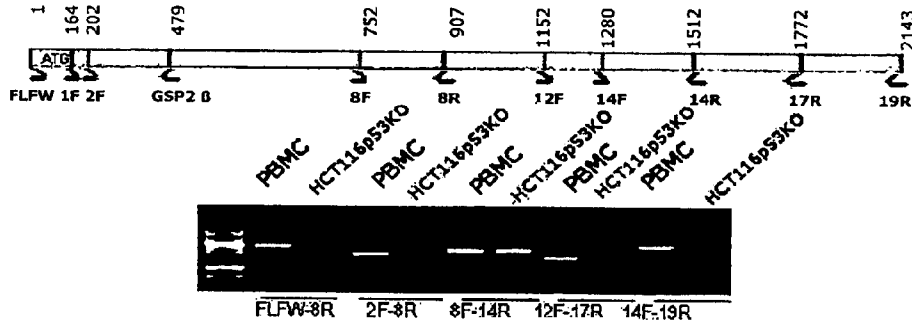 1 164 202 479 752 907 1152 1280 1512 1772 2143
ATG
FLFW 1F 2F GSP2 B 8F 8R 12F 14F 14R 17R 19R
PBMC HCT116p53KO PBMC HCT116p53KO PBMC HCT116p53KO PBMC HCT116p53KO PBMC HCT116p53KO
FLFW-8R 2F-8R 8F-14R 12F-17R 14F-19R